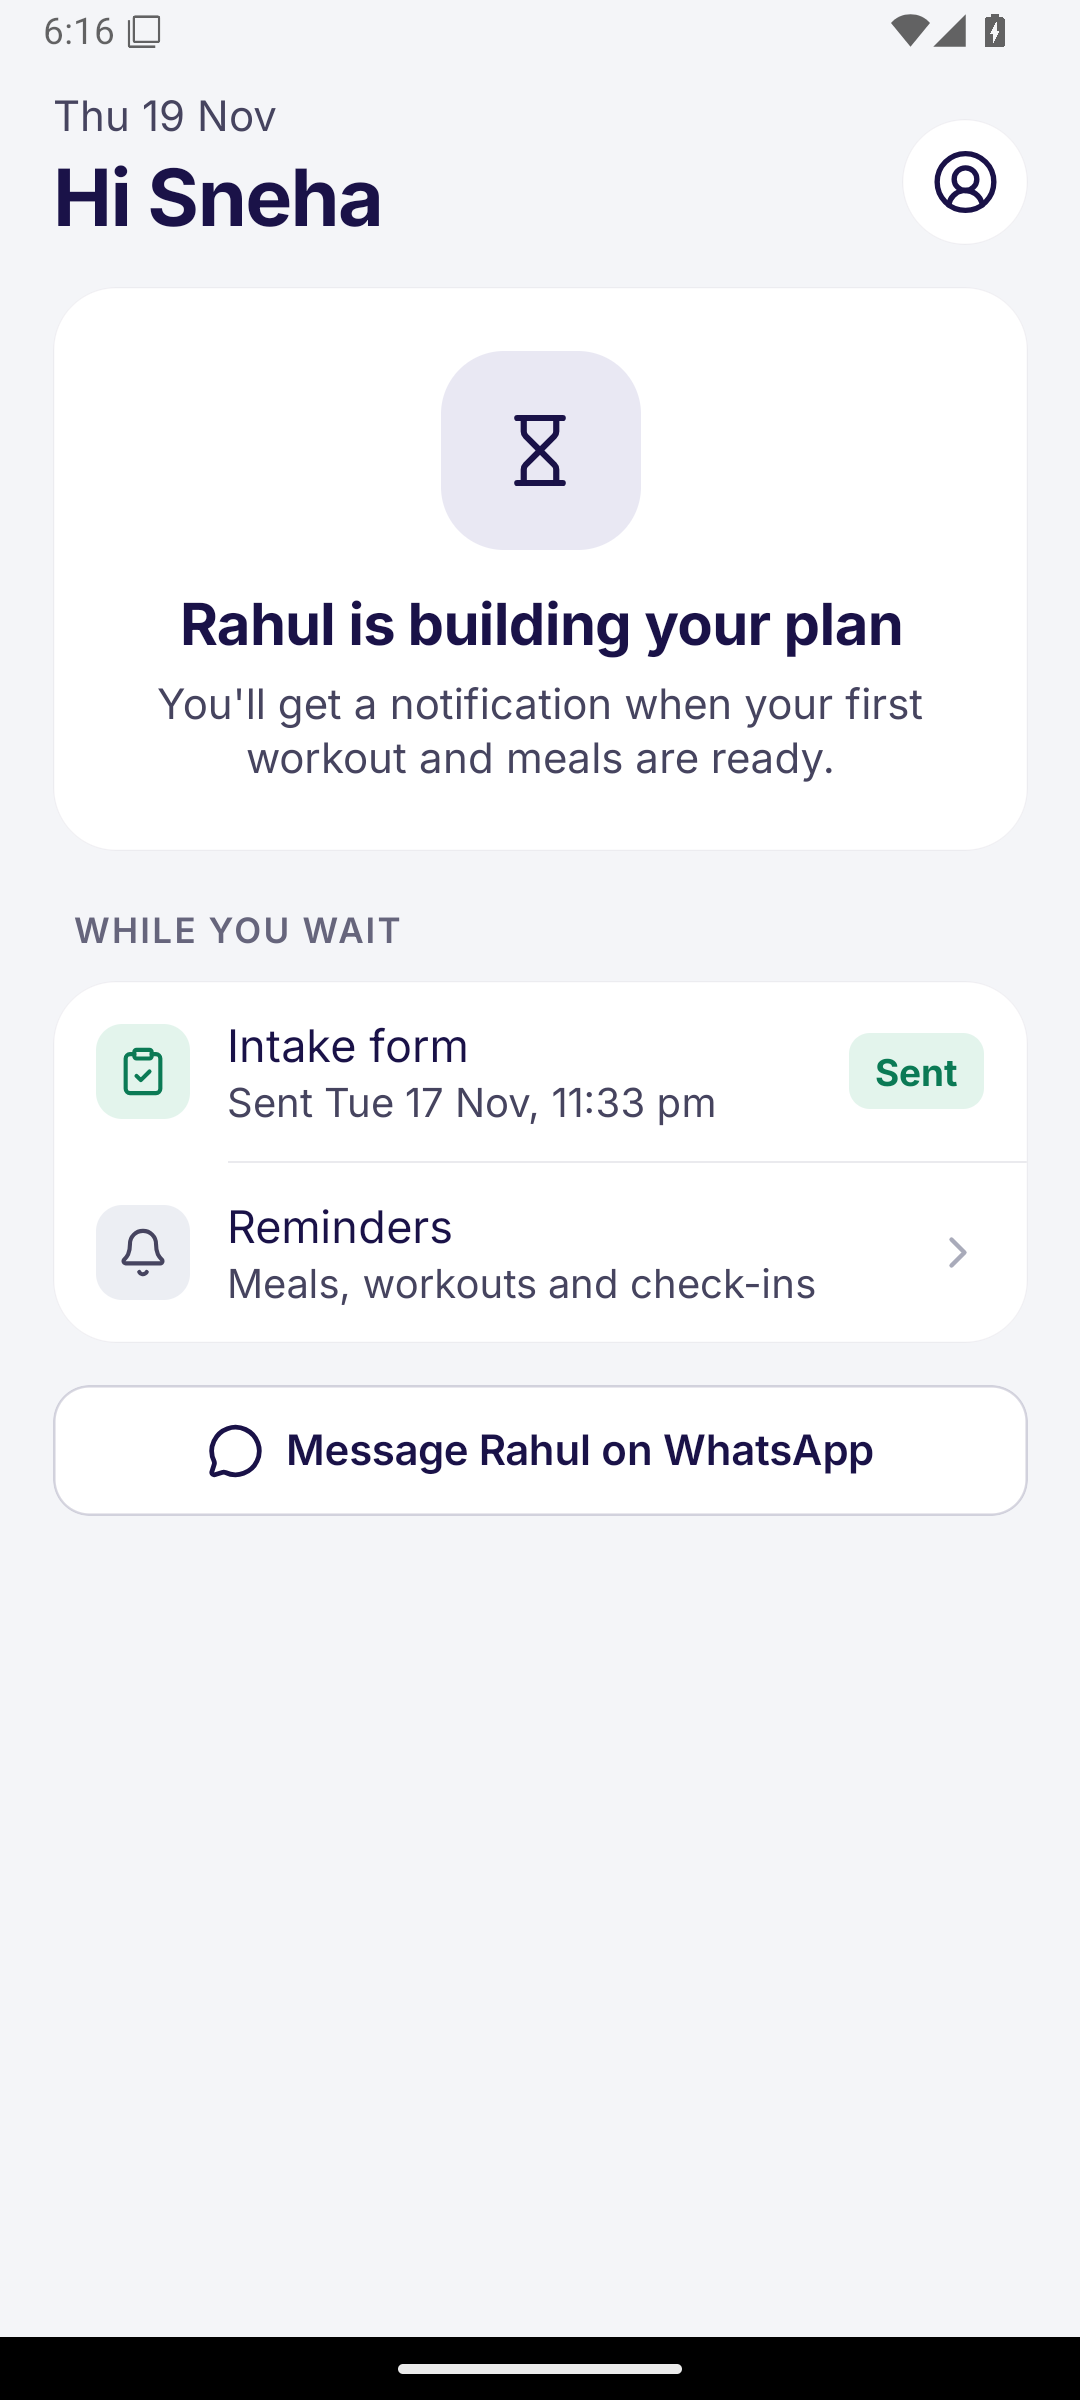 6:16
Thu 19 Nov
Hi Sneha
Rahul is building your plan
You'll get a notification when your first
workout and meals are ready.
WHILE YOU WAIT
Intake form
Sent Tue 17 Nov, 11:33 pm
Sent
Reminders
Meals, workouts and check-ins
Message Rahul on WhatsApp